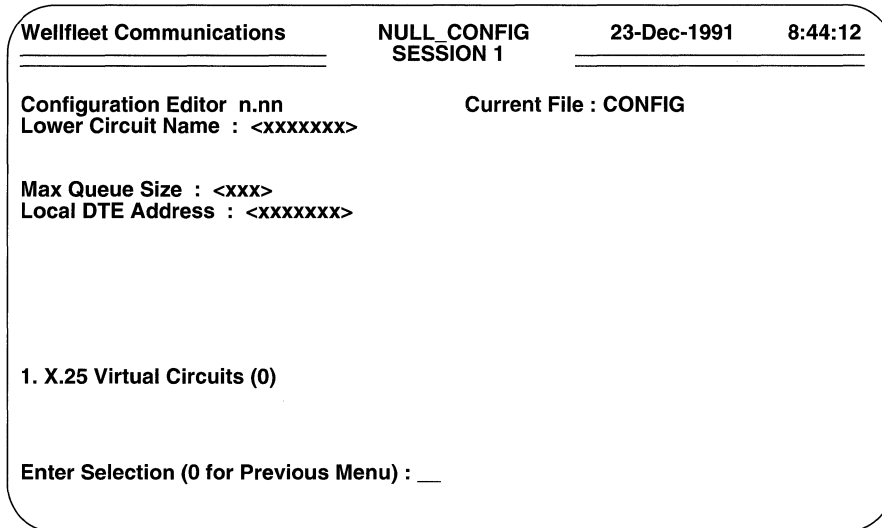 Wellfleet Communications NULL_CONFIG 23-Dec-1991 8:44:12
SESSION 1
Configuration Editor n.nn Current File : CONFIG
Lower Circuit Name : <xxxxxxx>
Max Queue Size : <xxx>
Local DTE Address : <xxxxxxx>
1. X.25 Virtual Circuits (0)
Enter Selection (0 for Previous Menu) : __